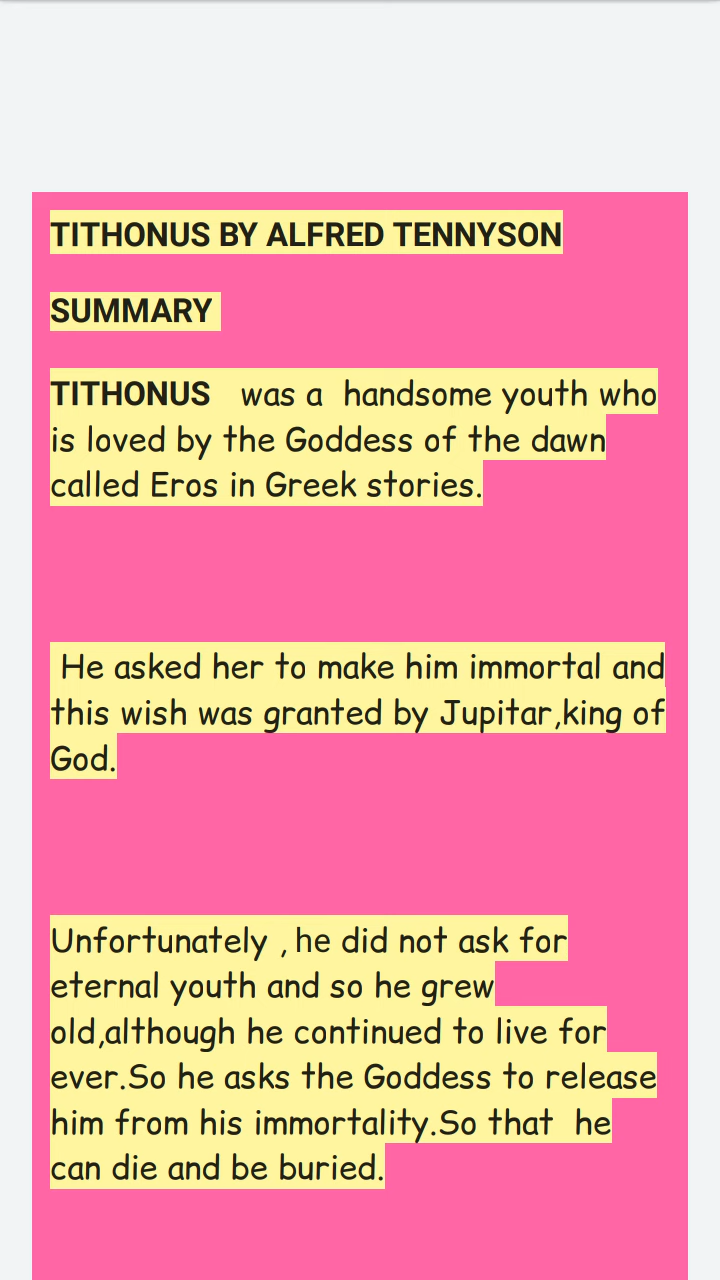 TITHONUS BY ALFRED TENNYSON
SUMMARY
TITHONUS was a handsome youth who
is loved by the Goddess of the dawn
called Eros in Greek stories.
He asked her to make him immortal and
this wish was granted by Jupitar,king of
God.
Unfortunately , he did not ask for
eternal youth and so he grew
old,although he continued to live for
ever.So he asks the Goddess to release
him from his immortality.So that he
can die and be buried.